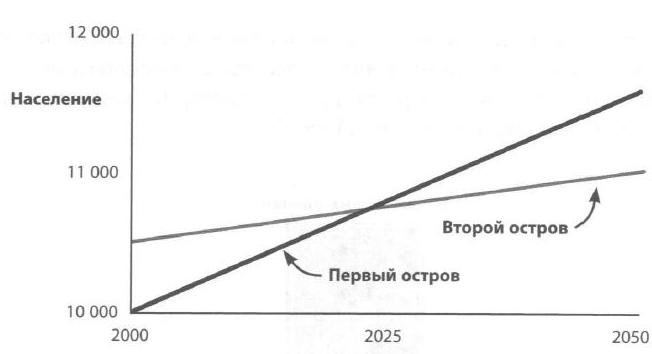 12 000
Население
11 000
Второй остров
Первый остров
10 000
2000
2025
2050